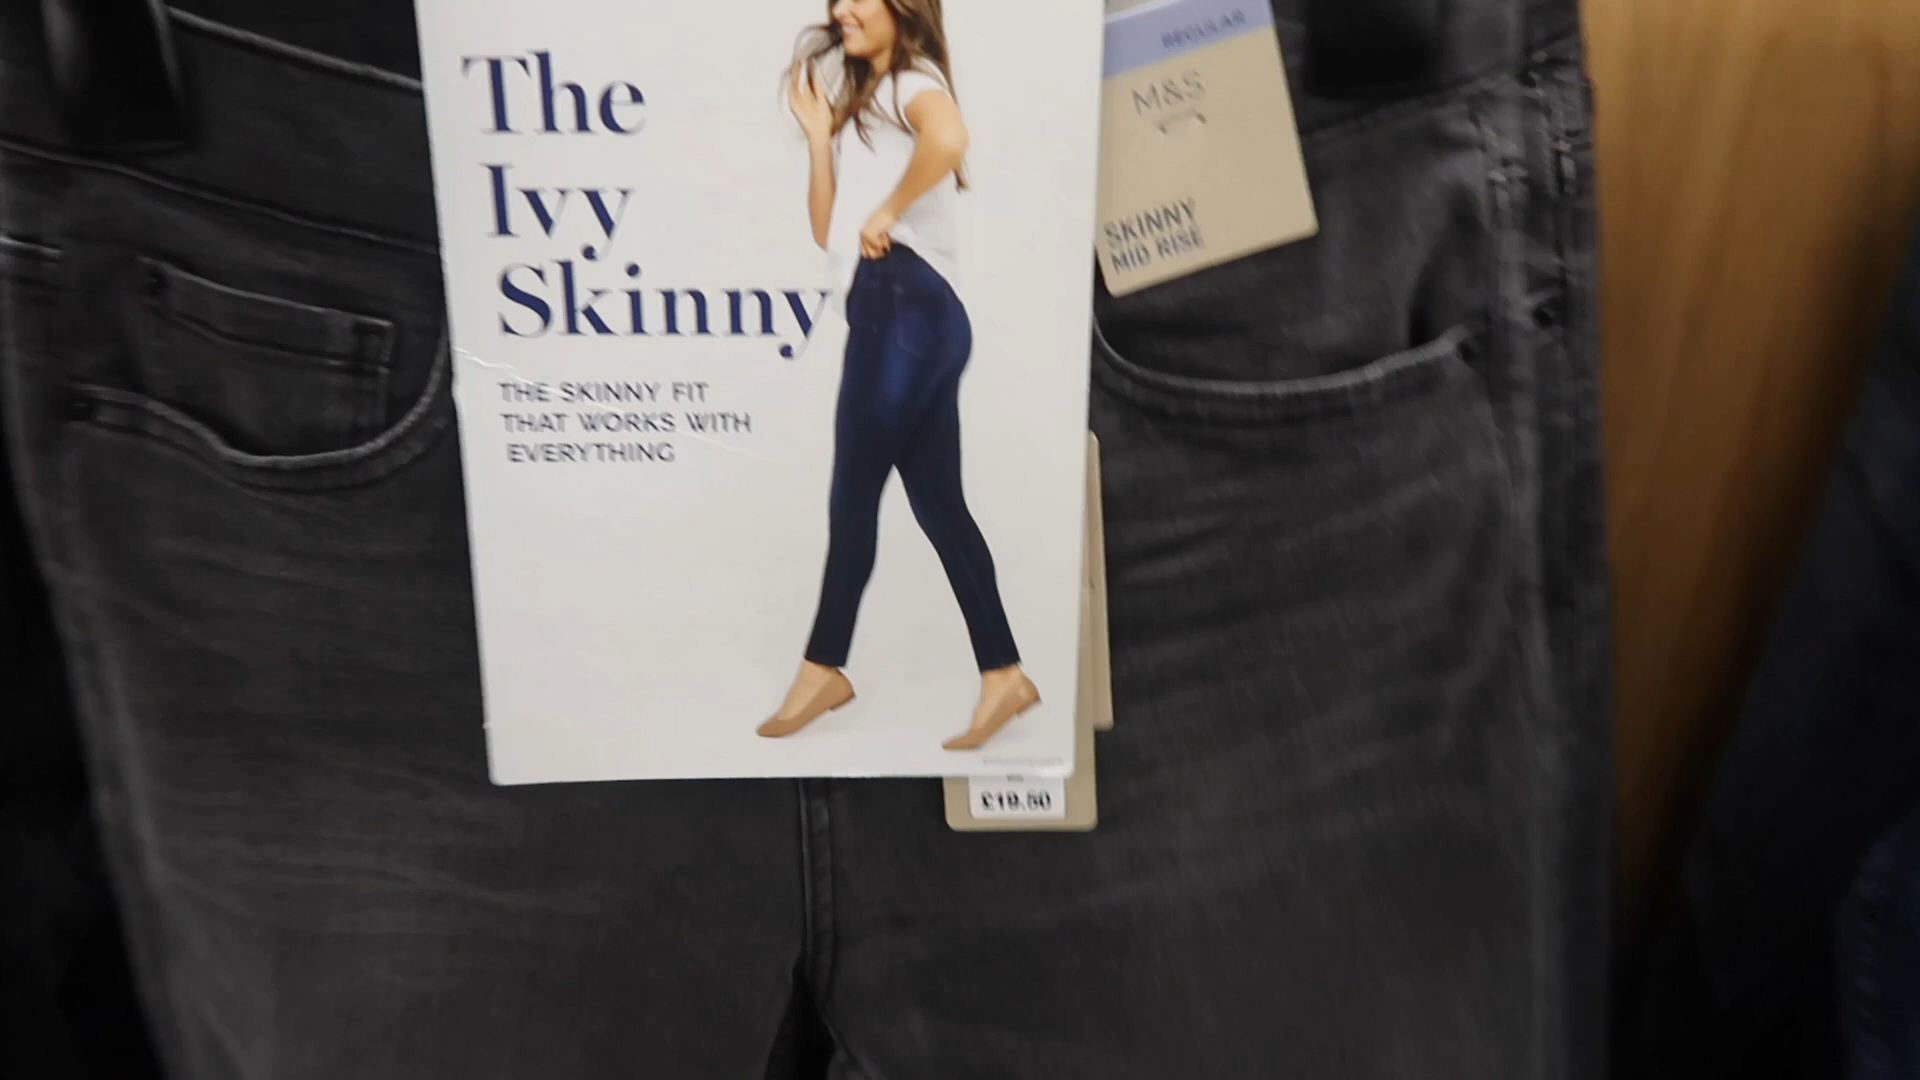 The
Ivy
Skinny
THE SKINNY FIT
THAT WORKS WITH
EVERYTHING
REGULAR
M&S
SKINNY
MID RISE
£19.50